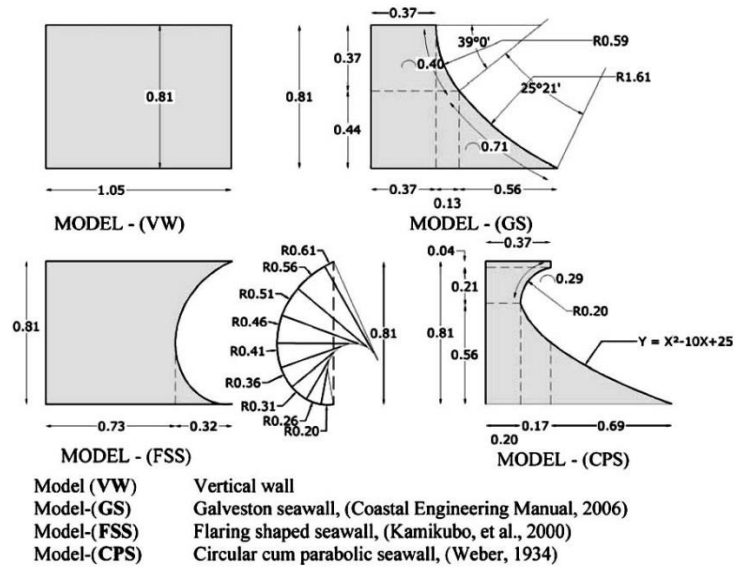 0.81
1.05
MODEL - (VW)
0.37
0.37
0.81
0.44
0.40
39°0'
R0.59
25°21'
R1.61
0.71
0.37
0.13
0.56
MODEL - (GS)
0.81
0.73
0.32
MODEL - (FSS)
R0.61
R0.56
R0.51
R0.46
R0.41
R0.36
R0.31
R0.26
R0.20
0.81
0.37
0.04
0.21
0.81
0.56
0.29
R0.20
Y = X²-10X+25
0.17
0.69
0.20
MODEL - (CPS)
Model (VW) Vertical wall
Model-(GS) Galveston seawall, (Coastal Engineering Manual, 2006)
Model-(FSS) Flaring shaped seawall, (Kamikubo, et al., 2000)
Model-(CPS) Circular cum parabolic seawall, (Weber, 1934)